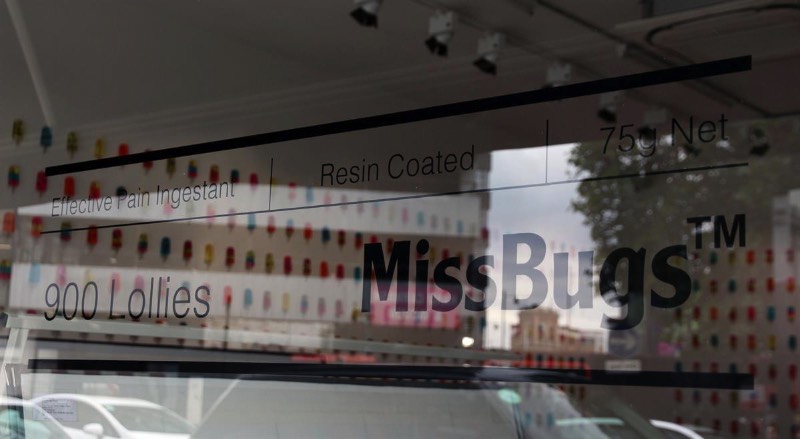 Effective Pain Ingestant
Resin Coated
75g Net
900 Lollies
MissBugs™